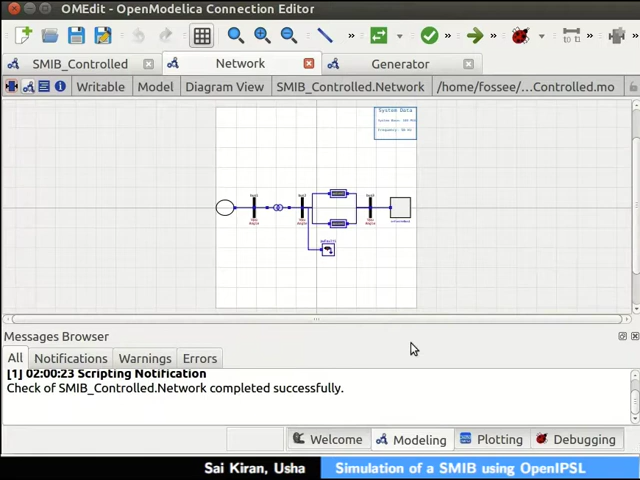 OMEdit - OpenModelica Connection Editor
SMIB_Controlled
Network
Generator
Writable
Model
Diagram View
SMIB_Controlled.Network
/home/fossee/...Controlled.mo
System Data
Messages Browser
All
Notifications
Warnings
Errors
[1] 02:00:23 Scripting Notification
Check of SMIB_Controlled.Network completed successfully.
Welcome
Modeling
Plotting
Debugging
Sai Kiran, Usha
Simulation of a SMIB using OpenIPSL